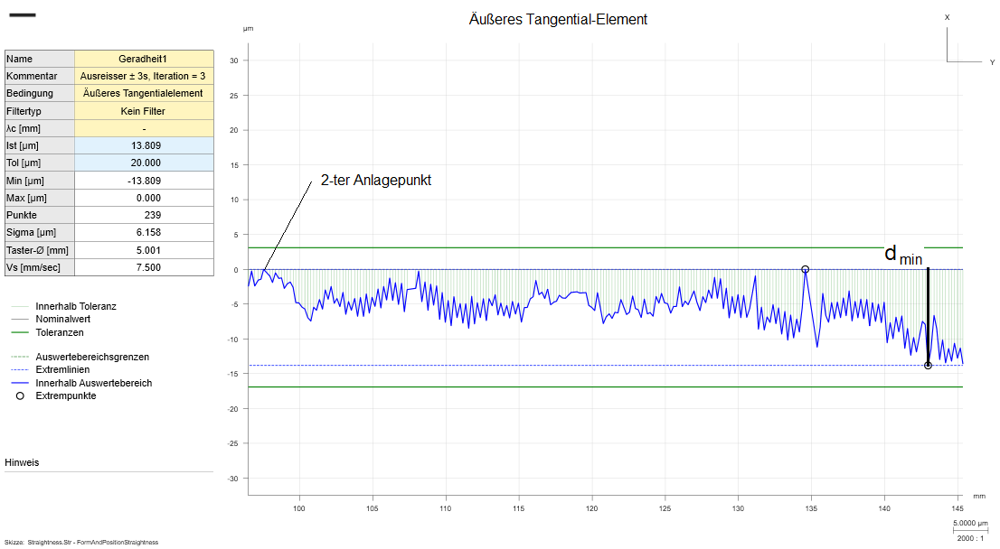 Äußeres Tangential-Element
Name Geradheit1
Kommentar Ausreisser ± 3s, Iteration = 3
Bedingung Äußeres Tangentialelement
Filtertyp Kein Filter
λc [mm] -
Ist [µm] 13.809
Tol [µm] 20.000
Min [µm] -13.809
Max [µm] 0.000
Punkte 239
Sigma [µm] 6.158
Taster-Ø [mm] 5.001
Vs [mm/sec] 7.500
Innerhalb Toleranz
Nominalwert
Toleranzen
Auswertebereichsgrenzen
Extremlinien
Innerhalb Auswertebereich
Extrempunkte
Hinweis
µm
30
25
20
15
10
5
0
-5
-10
-15
-20
-25
-30
2-ter Anlagepunkt
d min
X
Y
100 105 110 115 120 125 130 135 140 145
mm
5.0000 µm
2000 : 1
Skizze: Straightness.Str - FormAndPositionStraightness